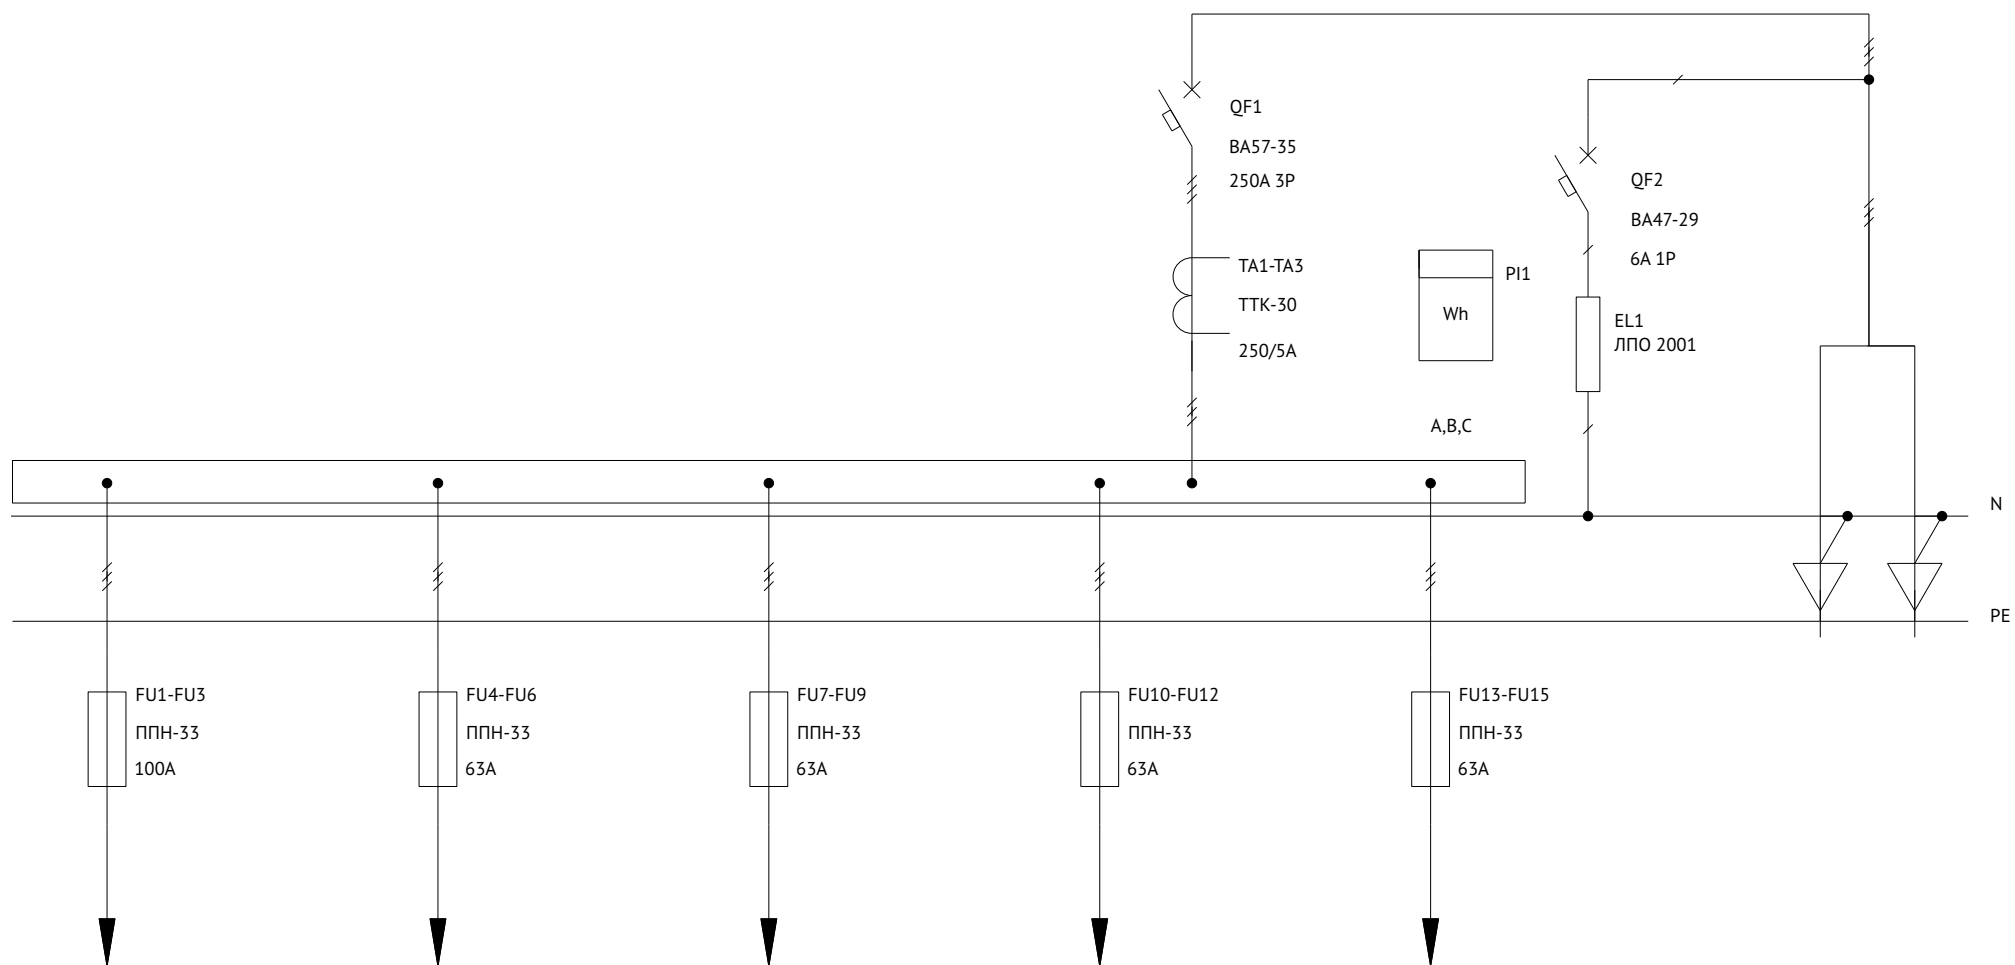 QF1
ВА57-35
250А 3Р
QF2
ВА47-29
6А 1Р
ТА1-ТА3
ТТК-30
250/5А
PI1
Wh
EL1
ЛПО 2001
А,В,С
N
PE
FU1-FU3
ППН-33
100А
FU4-FU6
ППН-33
63А
FU7-FU9
ППН-33
63А
FU10-FU12
ППН-33
63А
FU13-FU15
ППН-33
63А